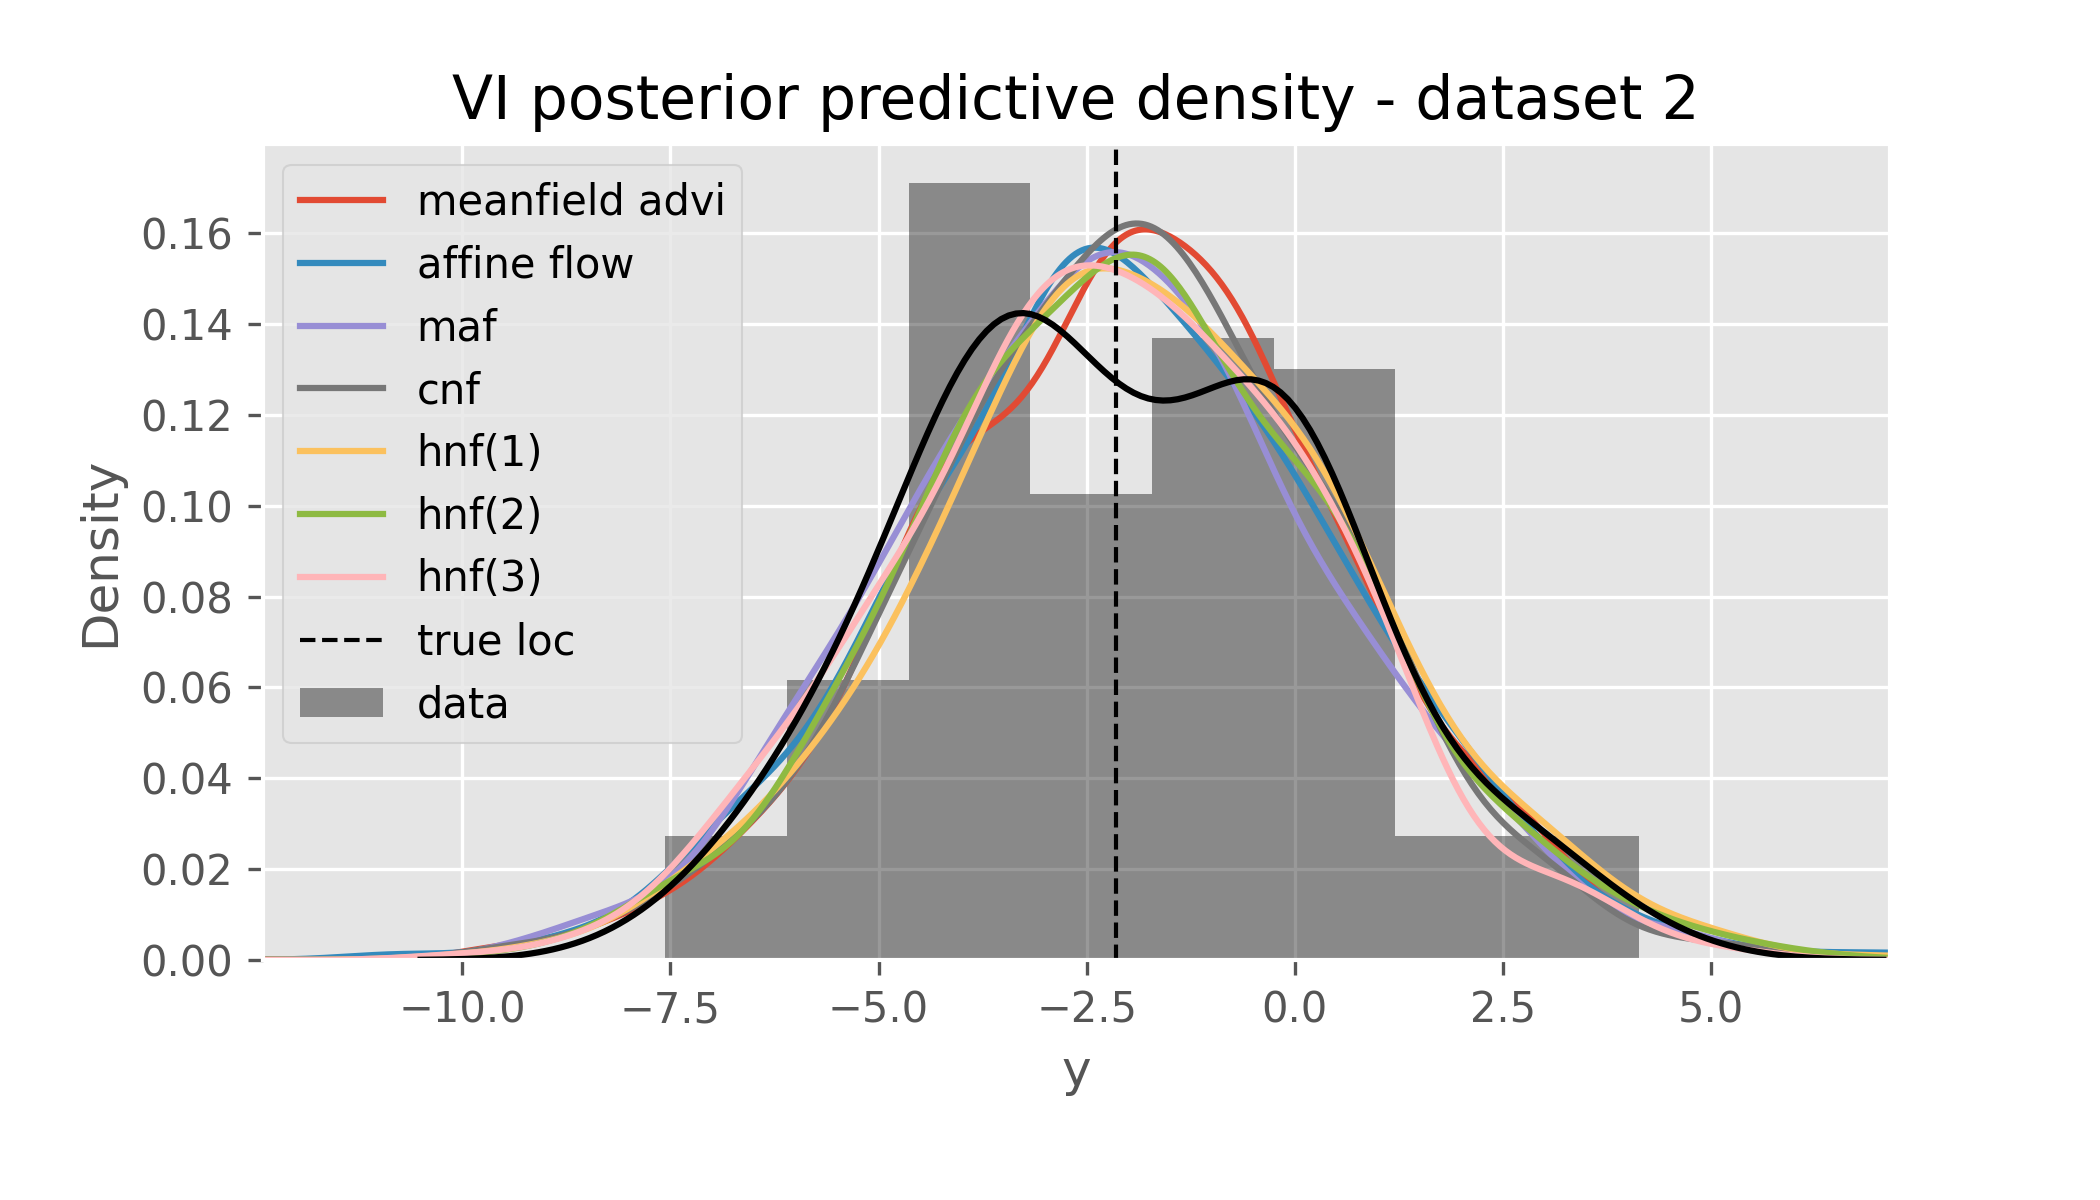 VI posterior predictive density - dataset 2
meanfield advi
affine flow
maf
cnf
hnf(1)
hnf(2)
hnf(3)
true loc
data
Density
0.16
0.14
0.12
0.10
0.08
0.06
0.04
0.02
0.00
−10.0 −7.5 −5.0 −2.5 0.0 2.5 5.0
y